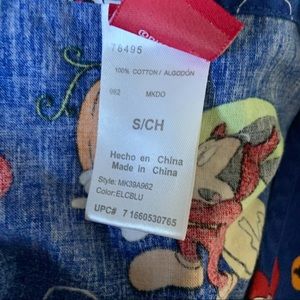 76495
100% COTTON / ALGODÓN
962 MKDO
S/CH
Hecho en China
Made in China
Style: MK39A962
Color:ELCBLU
UPC# 7 1660530765